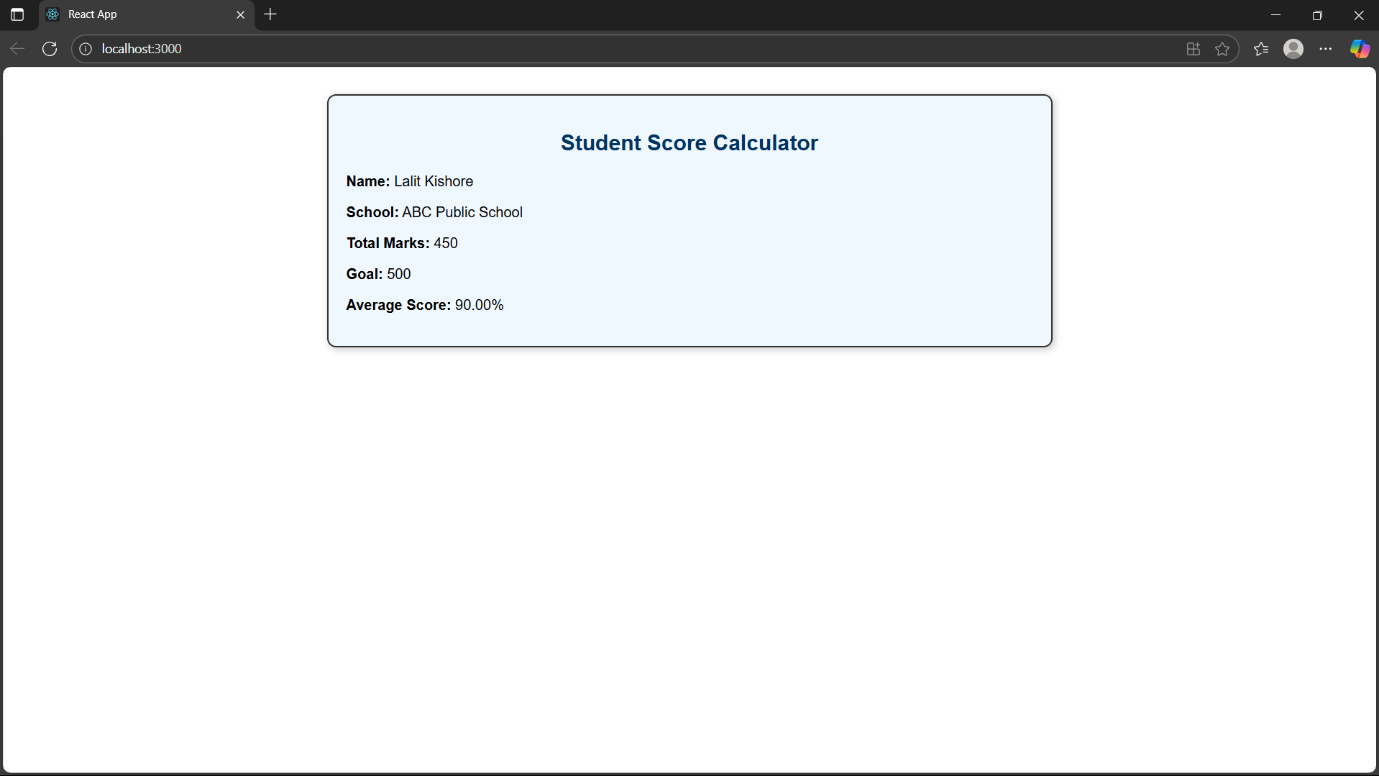 React App
localhost:3000
Student Score Calculator
Name: Lalit Kishore
School: ABC Public School
Total Marks: 450
Goal: 500
Average Score: 90.00%